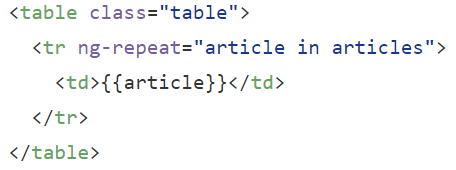 <table class="table">
  <tr ng-repeat="article in articles">
    <td>{{article}}</td>
  </tr>
</table>